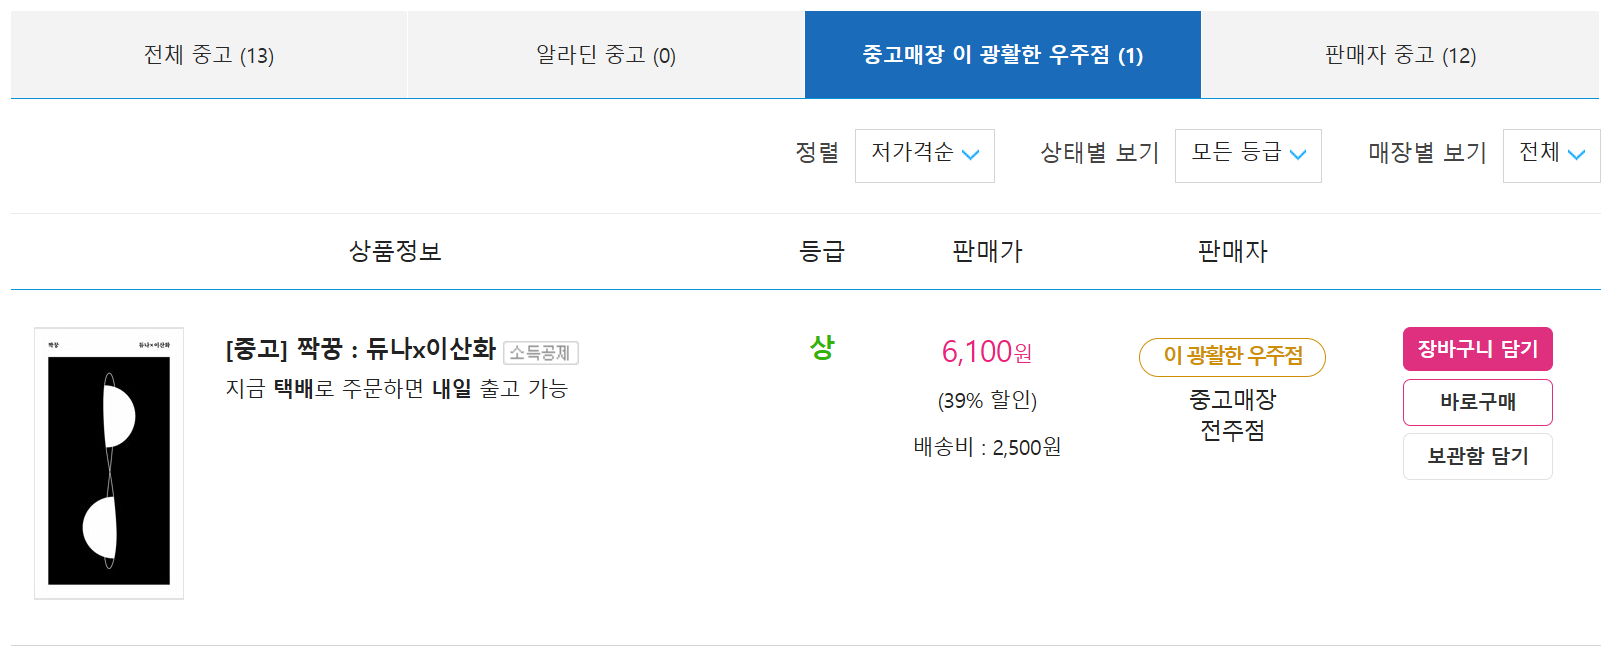 전체 중고 (13)
알라딘 중고 (0)
중고매장 이 광활한 우주점 (1)
판매자 중고 (12)
정렬
저가격순
상태별 보기
모든 등급
매장별 보기
전체
상품정보
등급
판매가
판매자
짝꿍
듀나×이산화
[중고] 짝꿍 : 듀나x이산화 소득공제
지금 택배로 주문하면 내일 출고 가능
상
6,100원
(39% 할인)
배송비 : 2,500원
이 광활한 우주점
중고매장
전주점
장바구니 담기
바로구매
보관함 담기